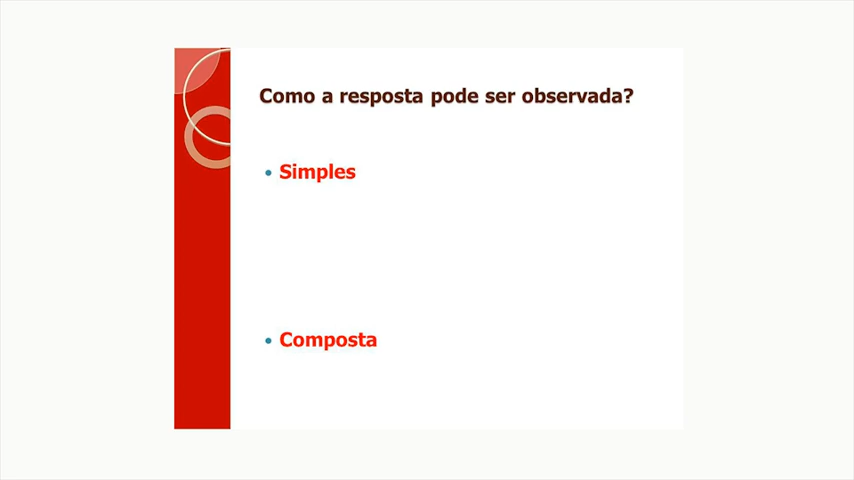 Como a resposta pode ser observada?
• Simples
• Composta